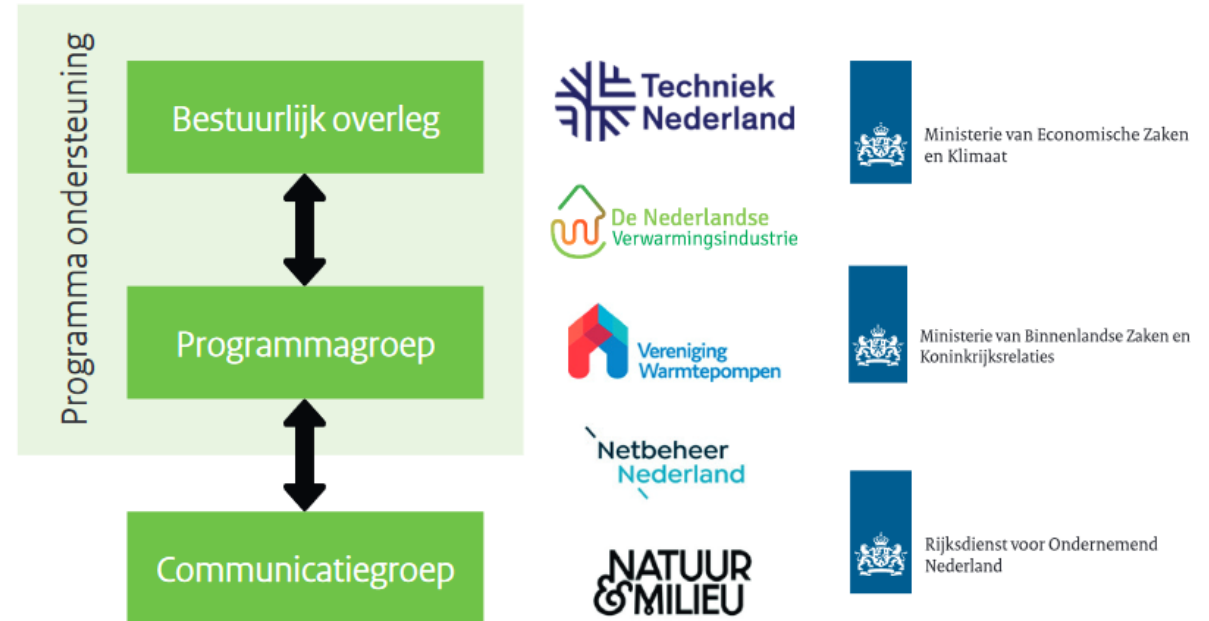 Programma ondersteuning
Bestuurlijk overleg
Programmagroep
Communicatiegroep
Techniek
Nederland
De Nederlandse
Verwarmingsindustrie
Vereniging
Warmtepompen
Netbeheer
Nederland
NATUUR
&MILIEU
Ministerie van Economische Zaken
en Klimaat
Ministerie van Binnenlandse Zaken en
Koninkrijksrelaties
Rijksdienst voor Ondernemend
Nederland